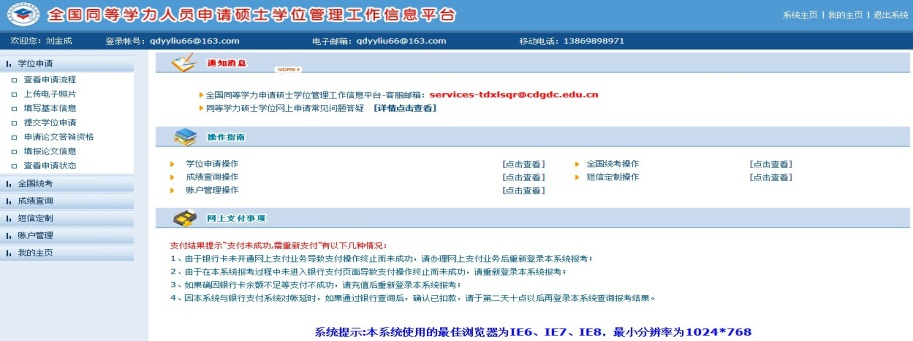 全国同等学力人员申请硕士学位管理工作信息平台
系统主页 | 我的主页 | 退出系统
欢迎您：刘金成 登录帐号：qdyyliu66@163.com 电子邮箱：qdyyliu66@163.com 移动电话：13869898971
学位申请
查看申请流程
上传电子照片
填写基本信息
提交学位申请
申请论文答辩资格
填报论文信息
查看申请状态
全国统考
成绩查询
短信定制
账户管理
我的主页
通知消息
MORE
全国同等学力申请硕士学位管理工作信息平台-客服邮箱：services-tdxlsqr@cdgdc.edu.cn
同等学力硕士学位网上申请常见问题答疑 [详情点击查看]
操作指南
学位申请操作 [点击查看] 全国统考操作 [点击查看]
成绩查询操作 [点击查看] 短信定制操作 [点击查看]
账户管理操作 [点击查看]
网上支付事项
支付结果提示"支付未成功,需重新支付"有以下几种情况：
1、由于银行卡未开通网上支付业务导致支付操作终止而未成功，请办理网上支付业务后重新登录本系统报考；
2、由于在本系统报考过程中未进入银行支付页面导致支付操作终止而未成功，请重新登录本系统报考；
3、如果确因银行卡余额不足等支付不成功，请充值后重新登录本系统报考；
4、因本系统与银行支付系统对帐延时，如果通过银行查询后，确认已扣款，请于第二天十点以后再登录本系统查询报考结果。
系统提示:本系统使用的最佳浏览器为IE6、IE7、IE8，最小分辨率为1024*768